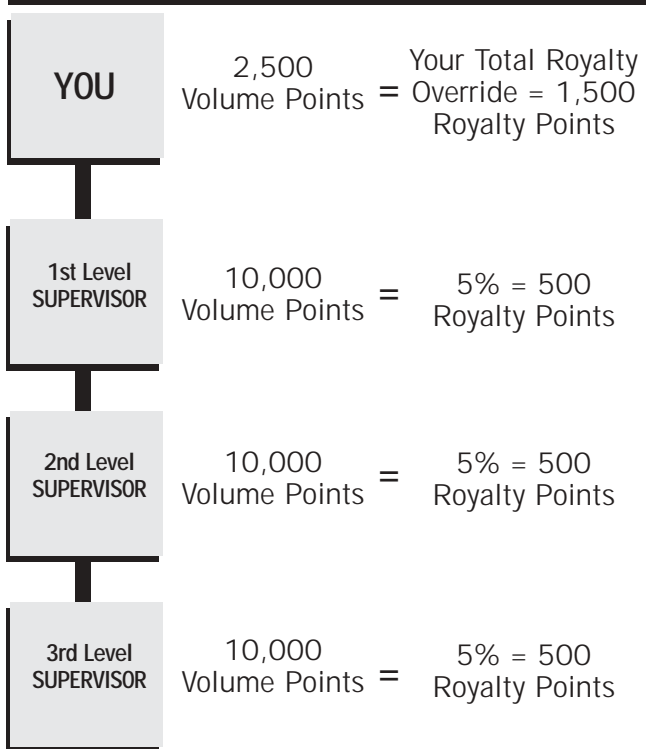 YOU
2,500
Volume Points
=
Your Total Royalty
Override = 1,500
Royalty Points
1st Level
SUPERVISOR
10,000
Volume Points
=
5% = 500
Royalty Points
2nd Level
SUPERVISOR
10,000
Volume Points
=
5% = 500
Royalty Points
3rd Level
SUPERVISOR
10,000
Volume Points
=
5% = 500
Royalty Points